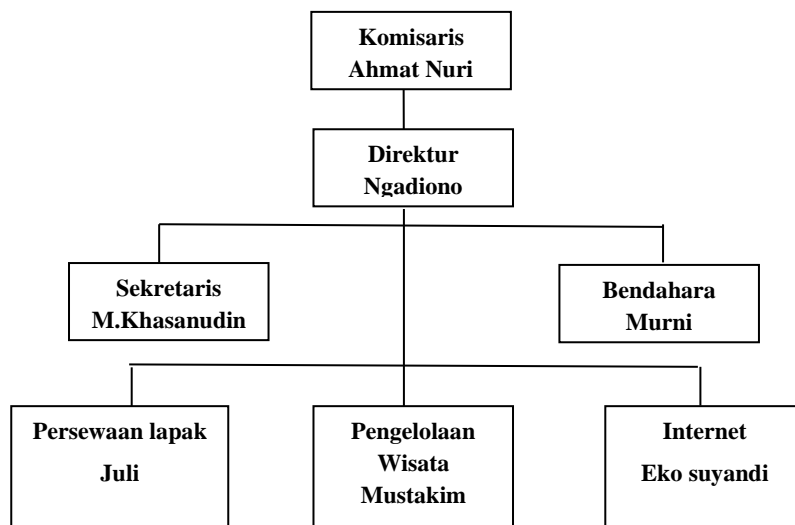 Komisaris
Ahmat Nuri
Direktur
Ngadiono
Sekretaris
M.Khasanudin
Bendahara
Murni
Persewaan lapak
Juli
Pengelolaan
Wisata
Mustakim
Internet
Eko suyandi